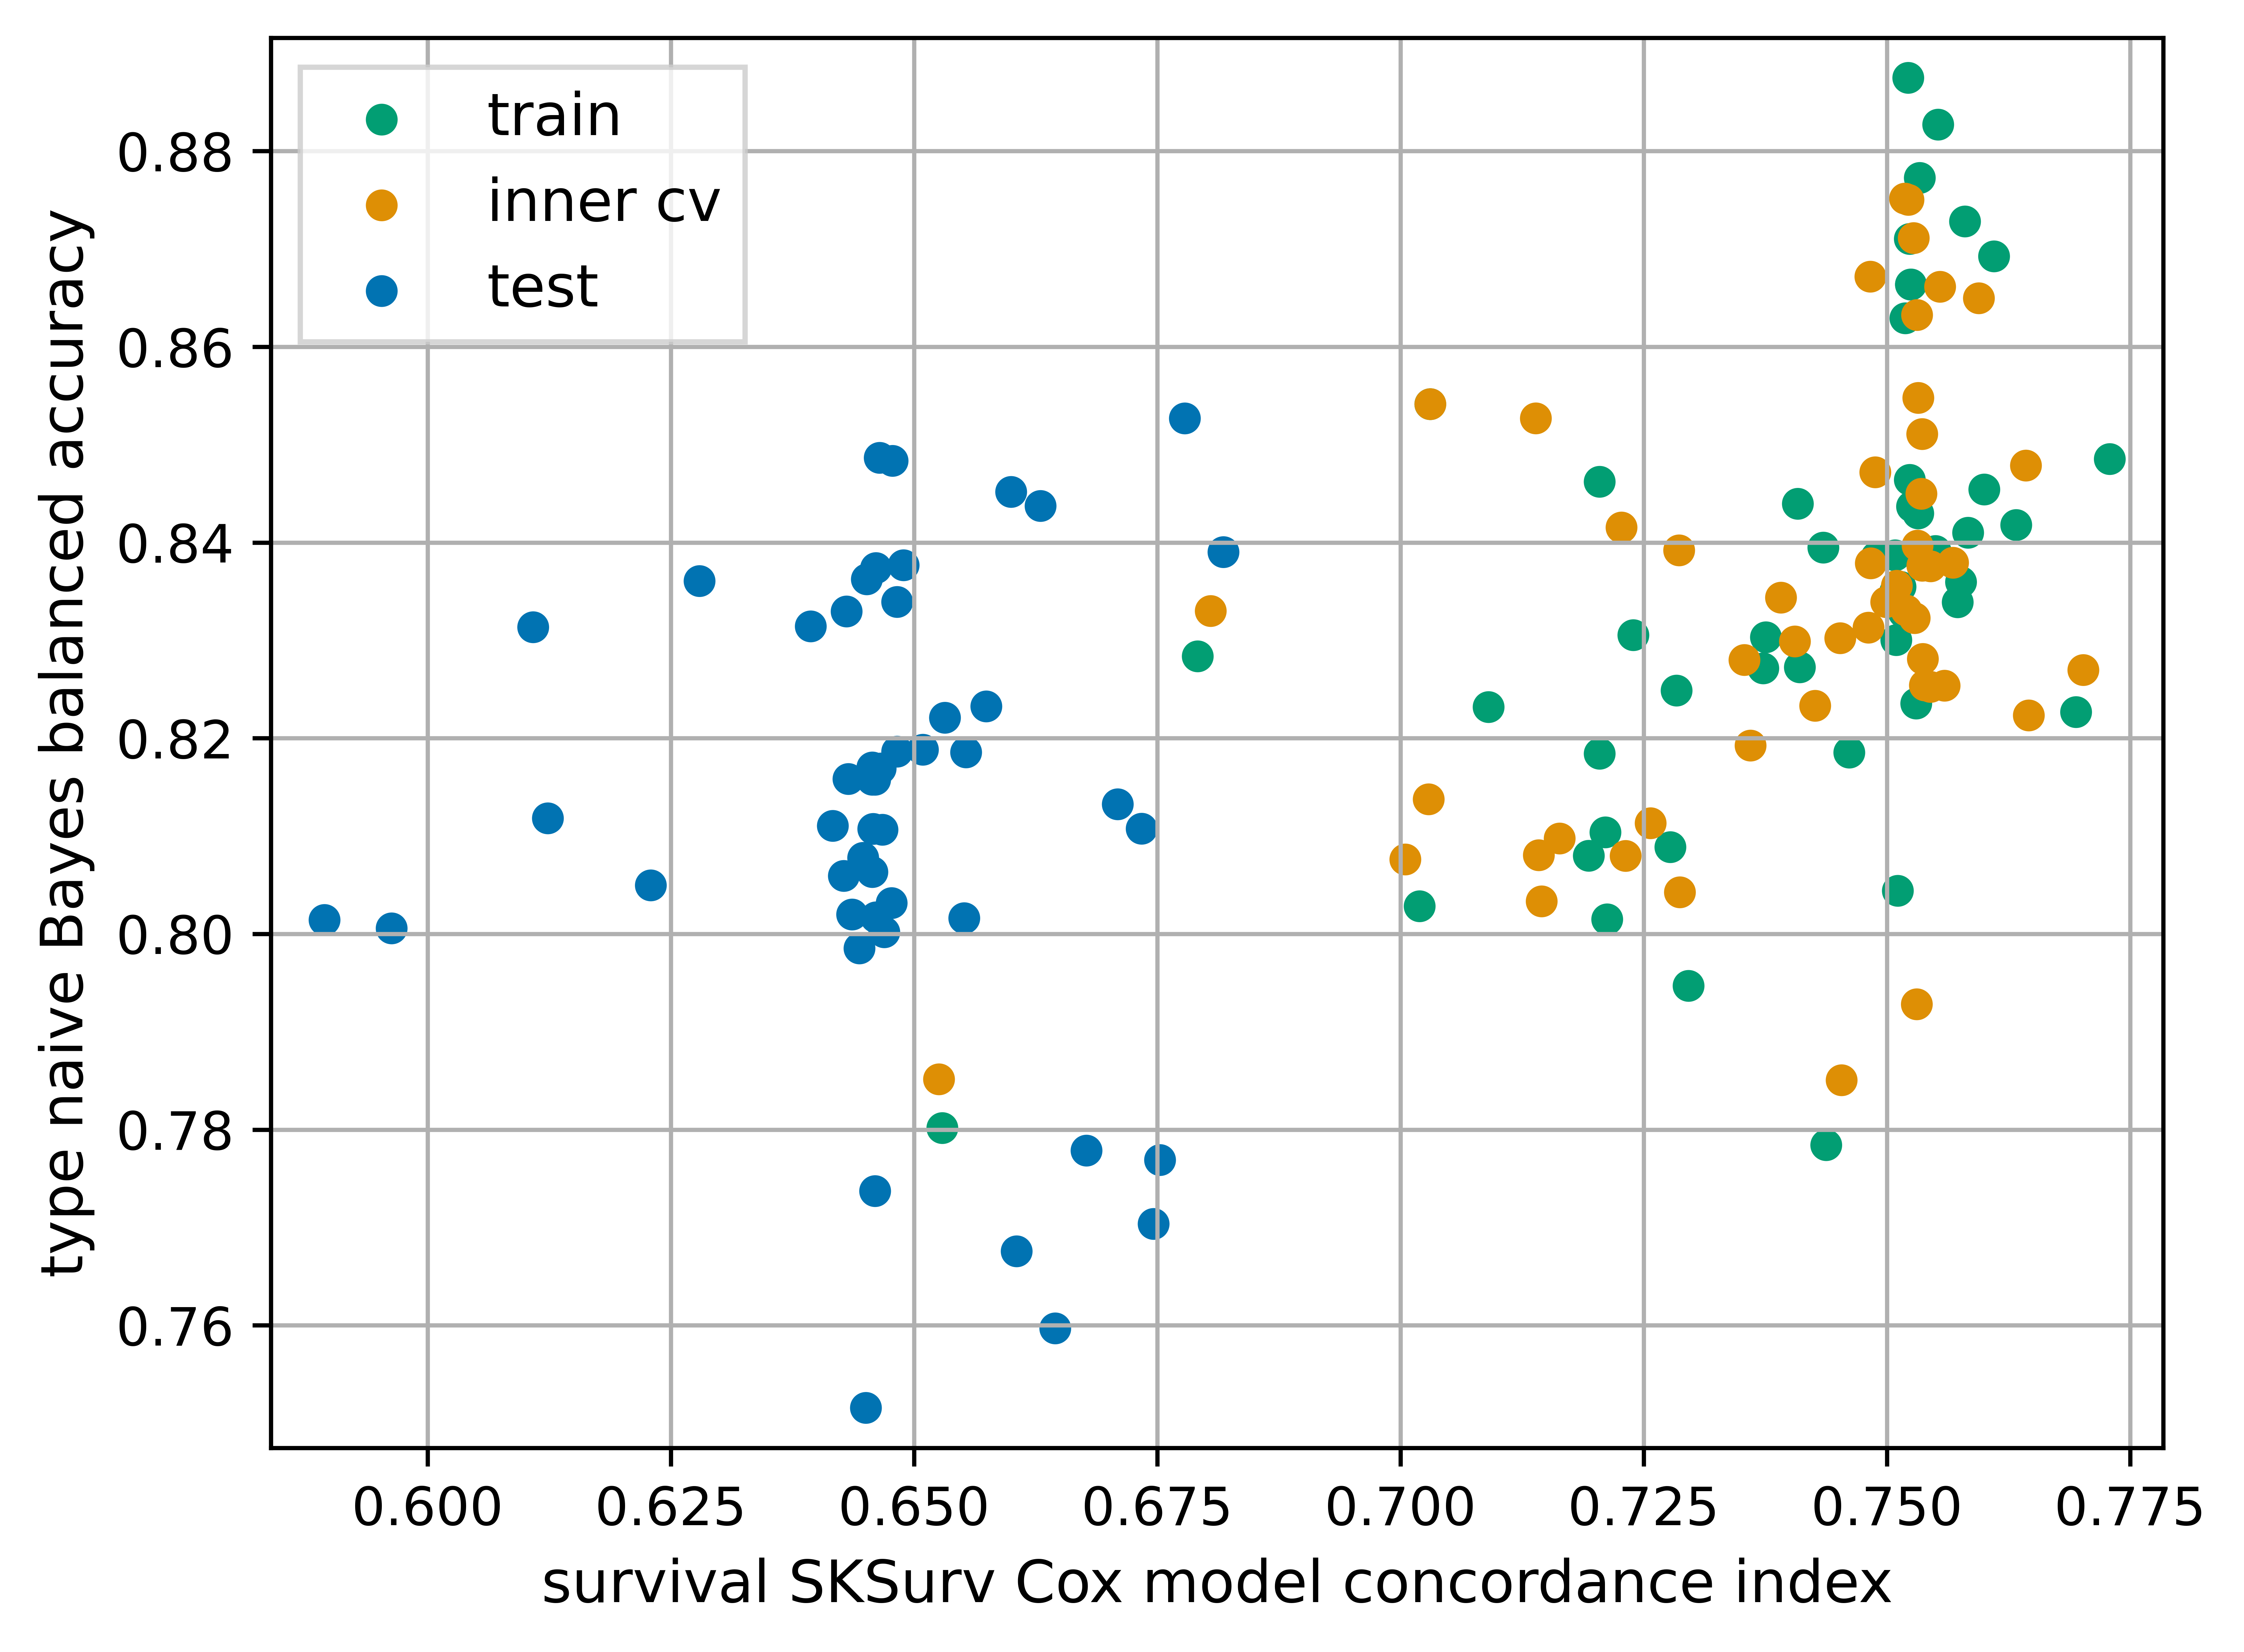 train
inner cv
test
0.88
0.86
0.84
0.82
0.80
0.78
0.76
type naive Bayes balanced accuracy
0.600 0.625 0.650 0.675 0.700 0.725 0.750 0.775
survival SKSurv Cox model concordance index